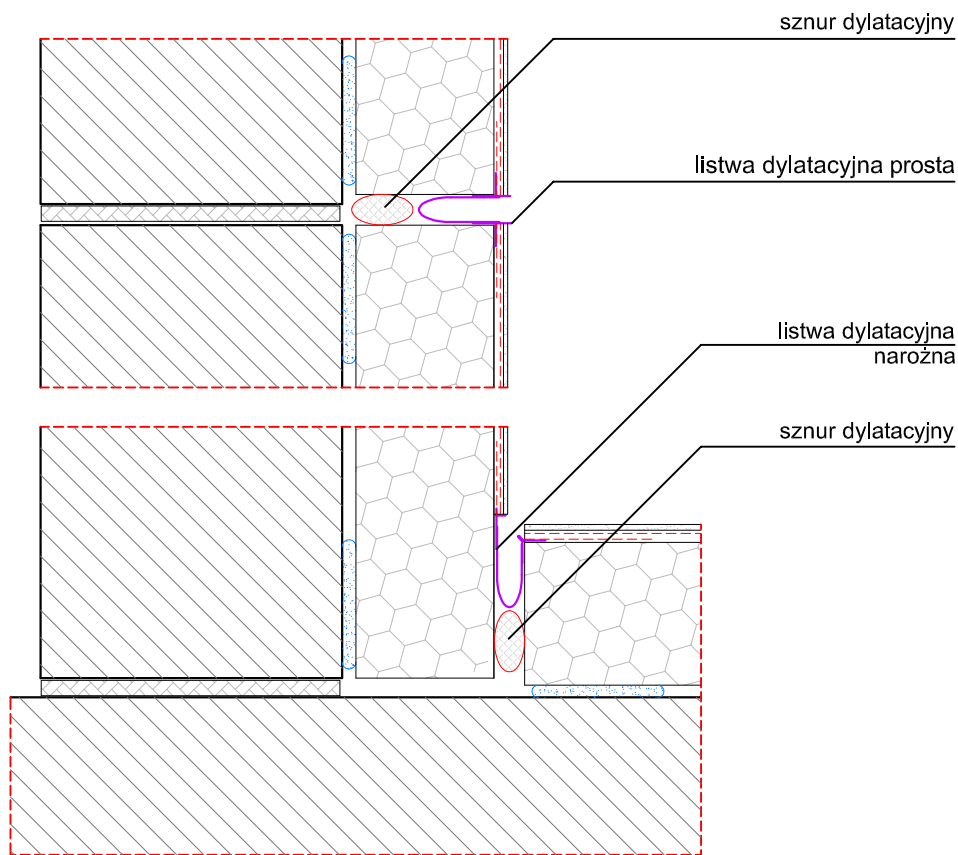 sznur dylatacyjny
listwa dylatacyjna prosta
listwa dylatacyjna
narożna
sznur dylatacyjny